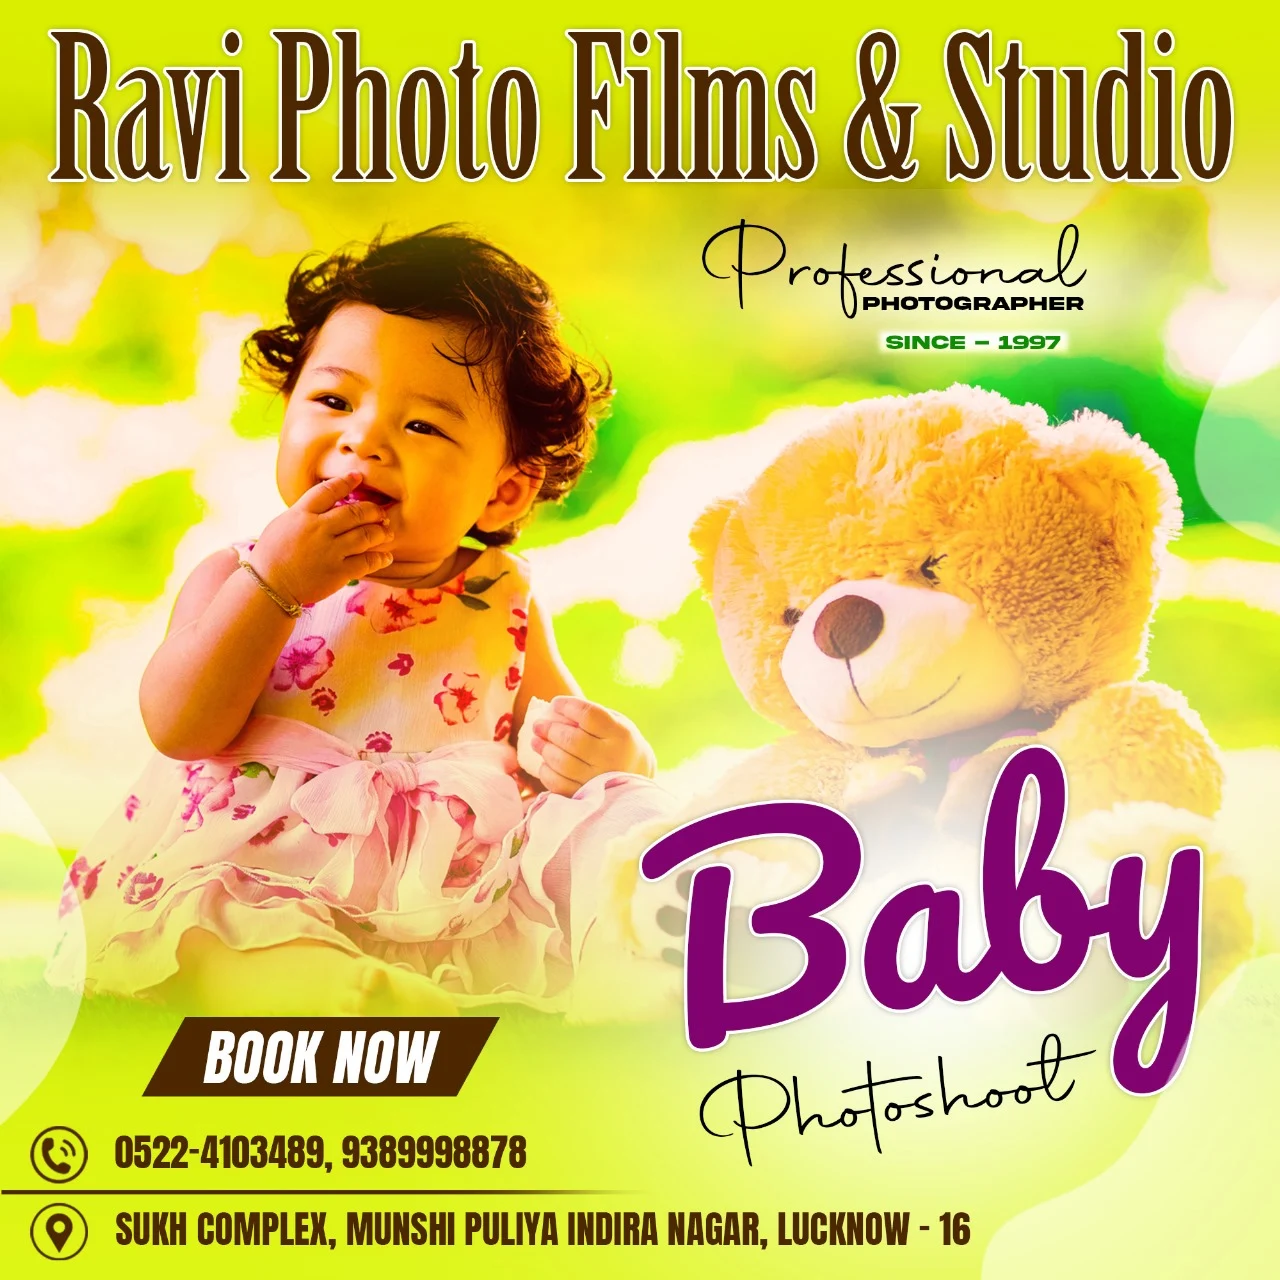 Ravi Photo Films & Studio
Professional
PHOTOGRAPHER
SINCE - 1997
Baby
Photoshoot
BOOK NOW
0522-4103489, 9389998878
SUKH COMPLEX, MUNSHI PULIYA INDIRA NAGAR, LUCKNOW - 16